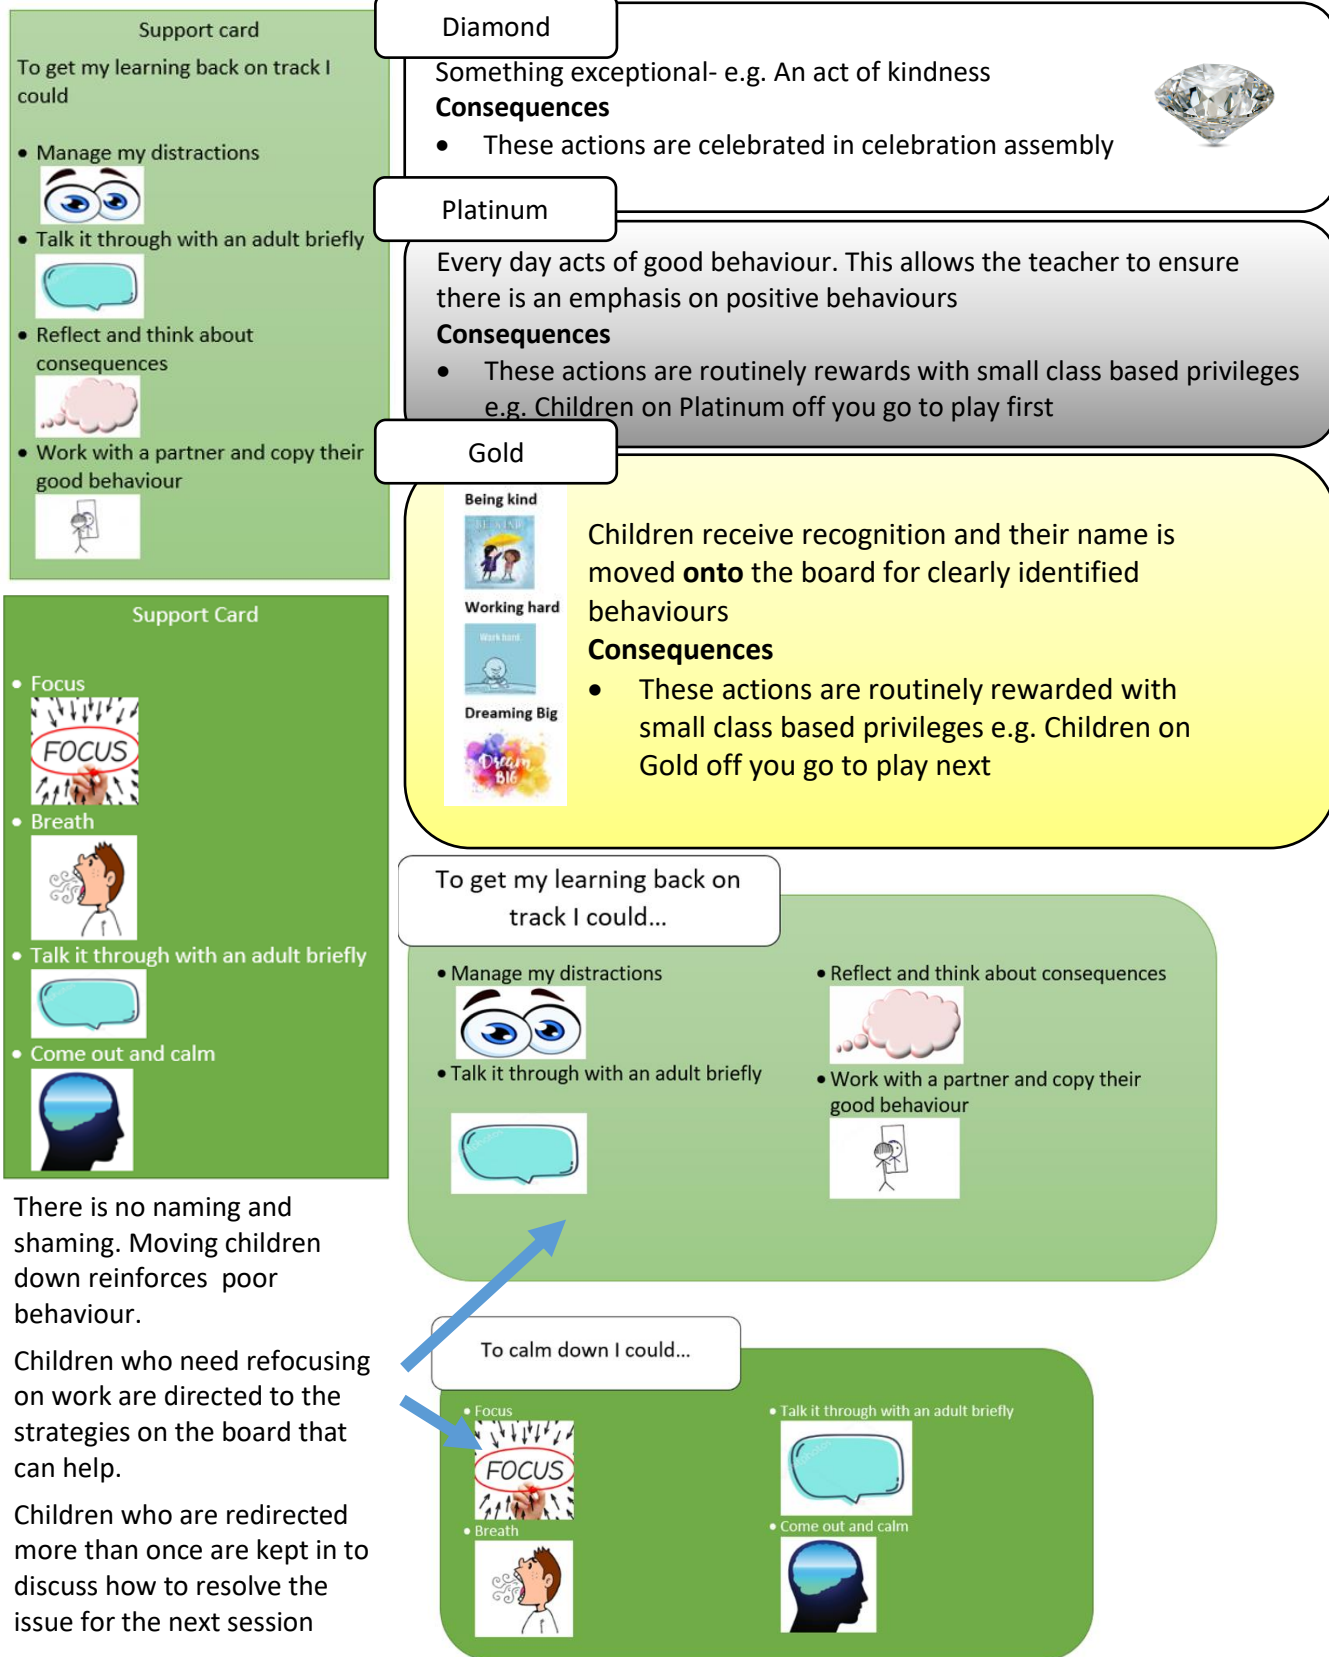 Support card
To get my learning back on track I
could
• Manage my distractions
• Talk it through with an adult briefly
• Reflect and think about
consequences
• Work with a partner and copy their
good behaviour
Support Card
• Focus
FOCUS
• Breath
• Talk it through with an adult briefly
• Come out and calm
There is no naming and
shaming. Moving children
down reinforces poor
behaviour.
Children who need refocusing
on work are directed to the
strategies on the board that
can help.
Children who are redirected
more than once are kept in to
discuss how to resolve the
issue for the next session
Diamond
Something exceptional- e.g. An act of kindness
Consequences
• These actions are celebrated in celebration assembly
Platinum
Every day acts of good behaviour. This allows the teacher to ensure
there is an emphasis on positive behaviours
Consequences
• These actions are routinely rewards with small class based privileges
e.g. Children on Platinum off you go to play first
Gold
Being kind
BE KIND
Working hard
Work hard
Dreaming Big
Dream
BIG
Children receive recognition and their name is
moved onto the board for clearly identified
behaviours
Consequences
• These actions are routinely rewarded with
small class based privileges e.g. Children on
Gold off you go to play next
To get my learning back on
track I could...
• Manage my distractions
• Talk it through with an adult briefly
• Reflect and think about consequences
• Work with a partner and copy their
good behaviour
To calm down I could...
• Focus
FOCUS
• Breath
• Talk it through with an adult briefly
• Come out and calm